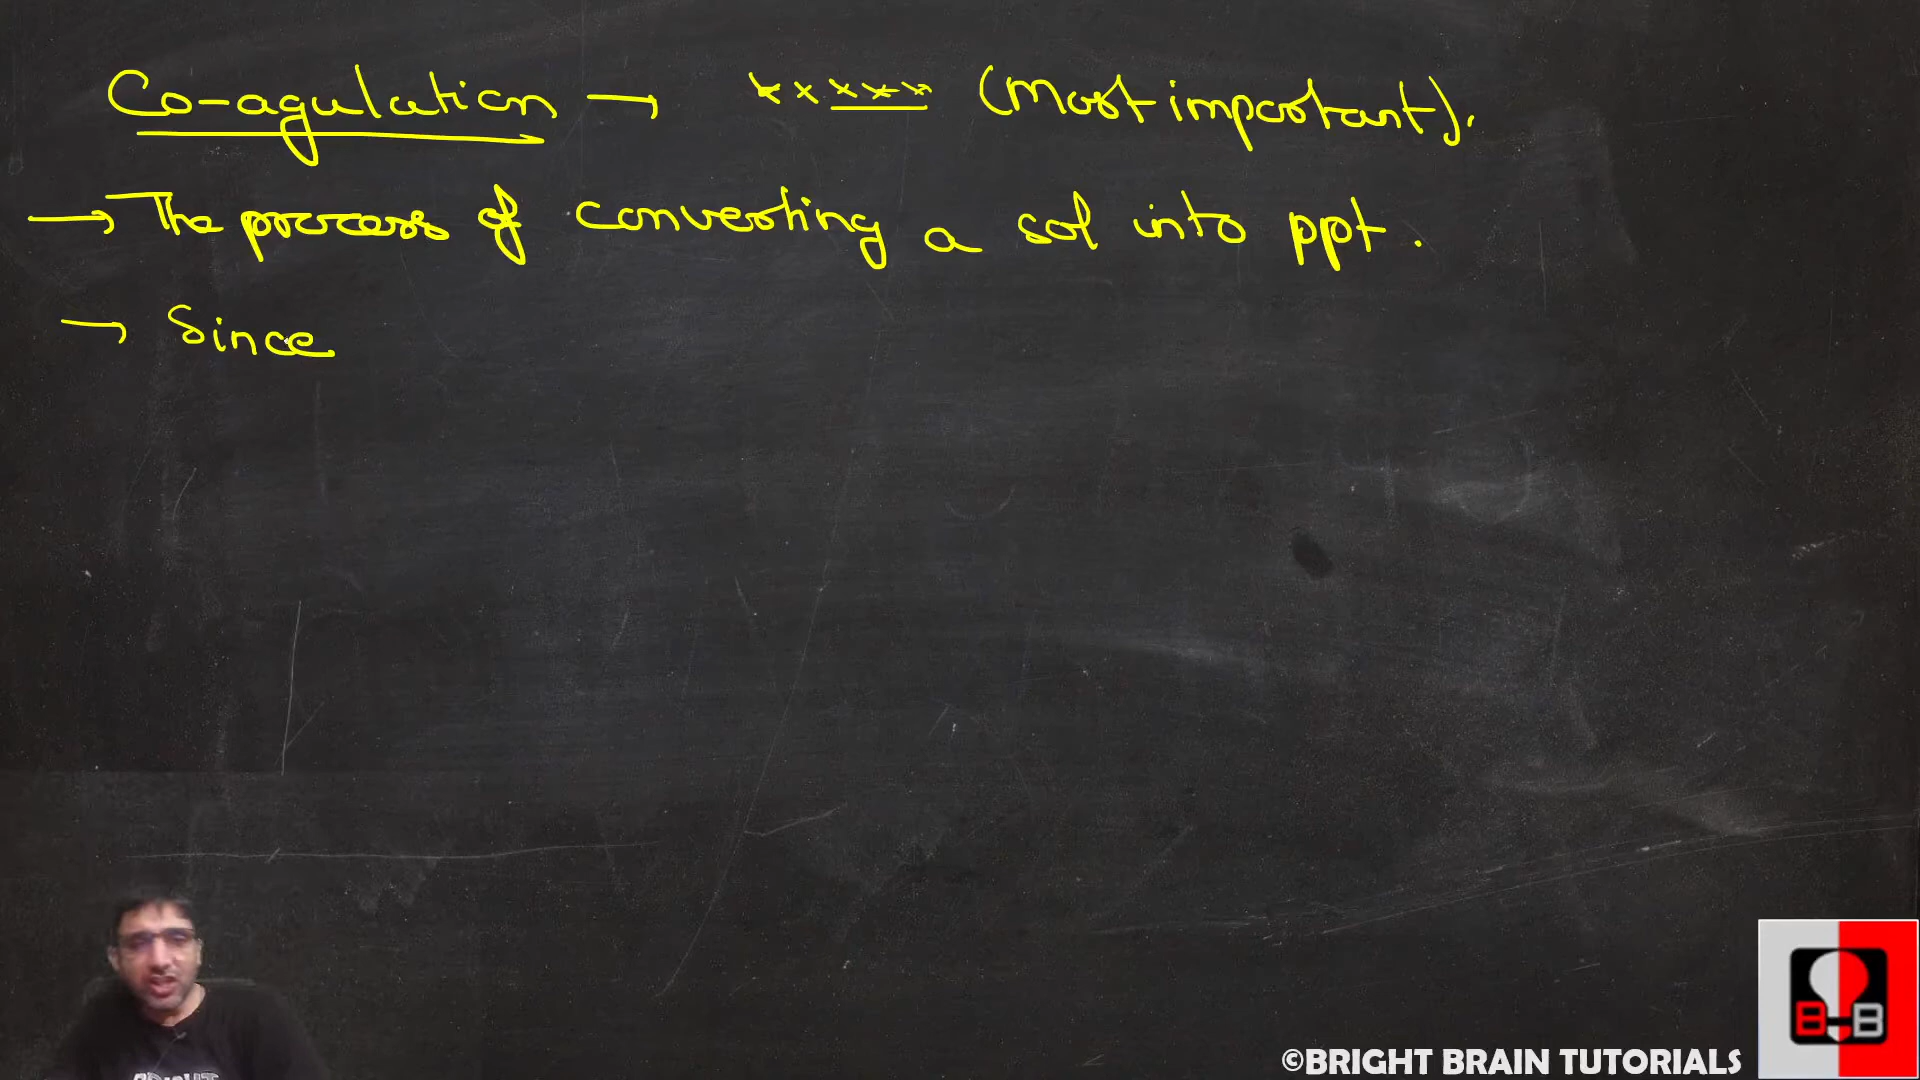 Co-agulation → ××××× (Most important).
→ The process of converting a sol into ppt.
→ Since
B B
©BRIGHT BRAIN TUTORIALS